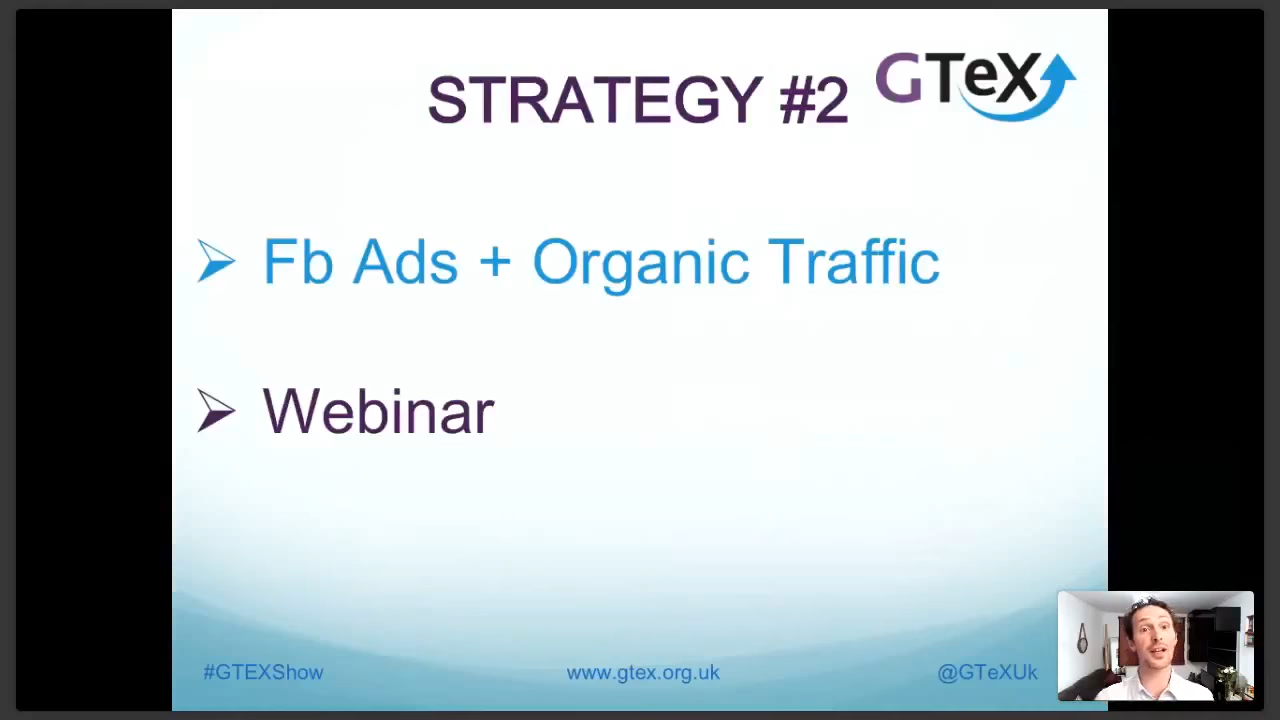 STRATEGY #2
GTeX
Fb Ads + Organic Traffic
Webinar
#GTEXShow
www.gtex.org.uk
@GTeXUk